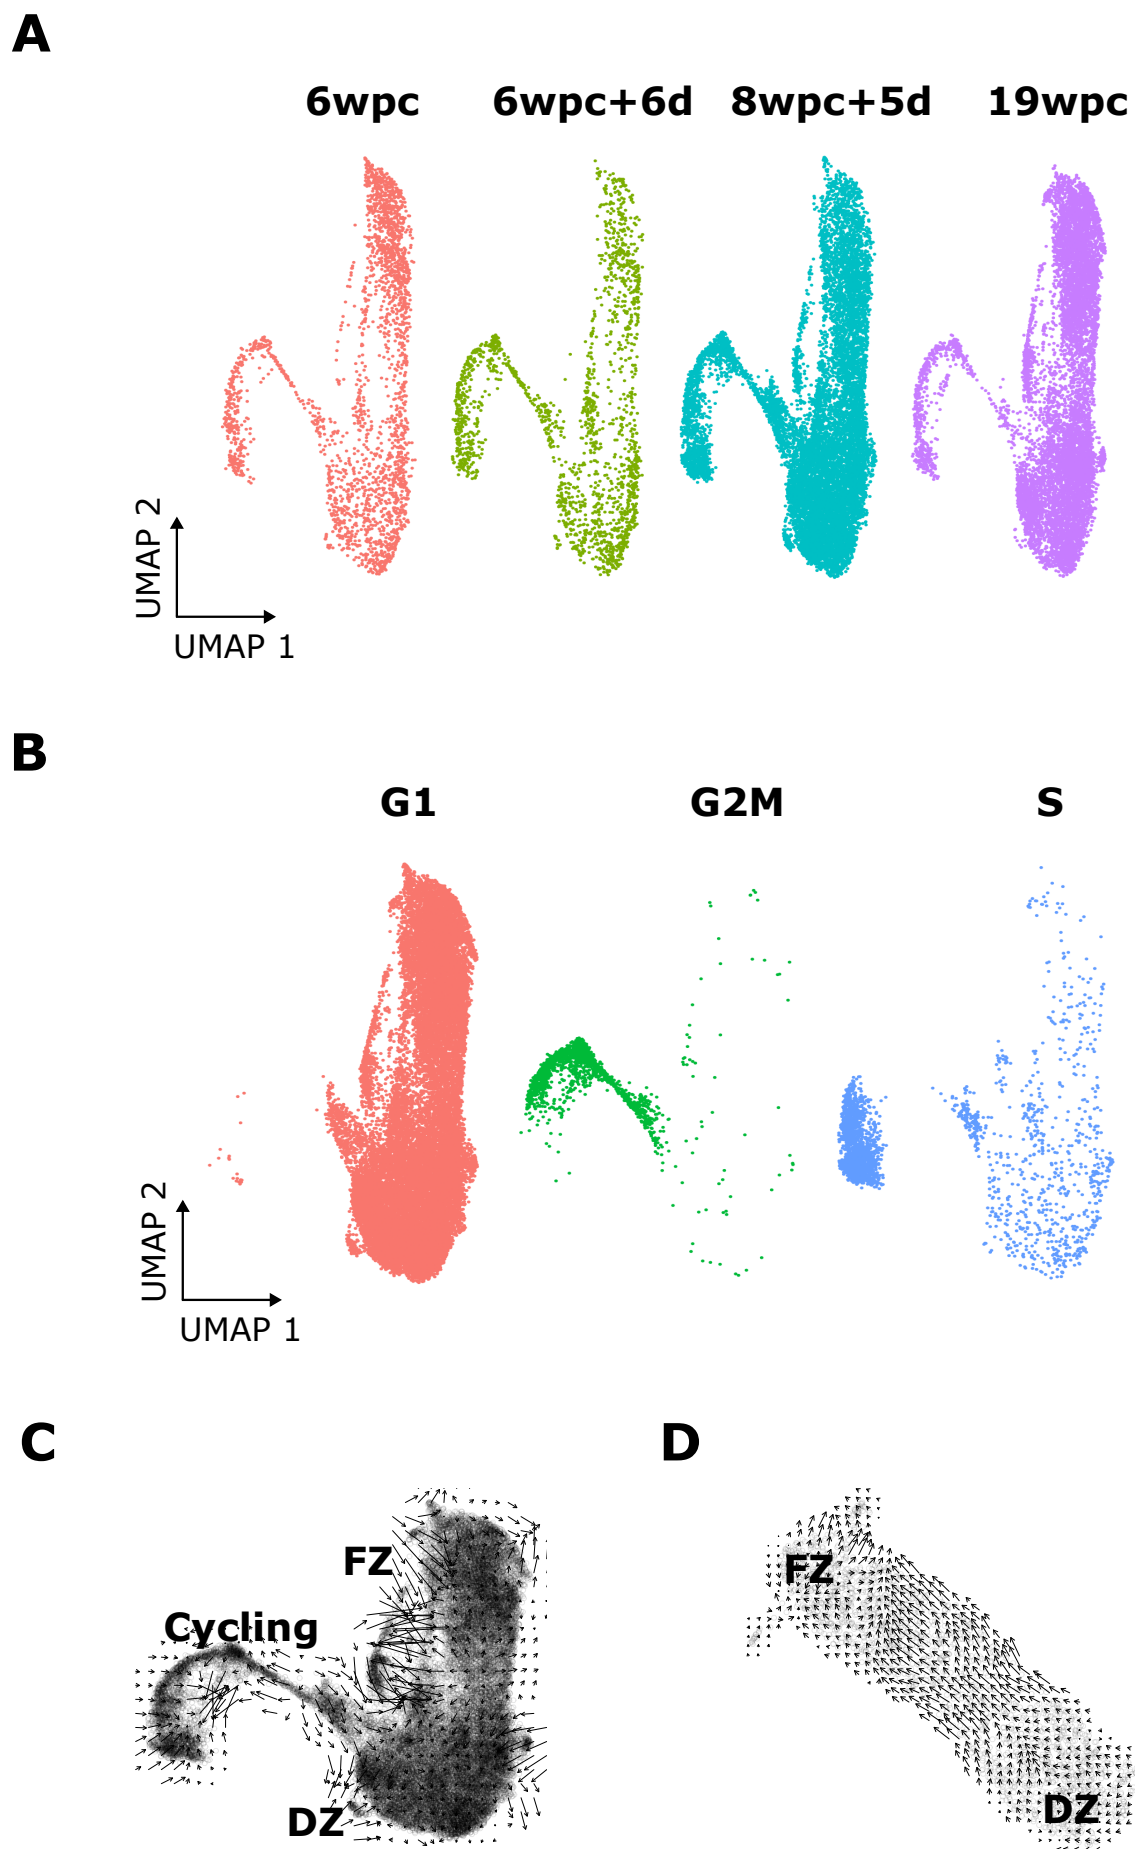 A
6wpc 6wpc+6d 8wpc+5d 19wpc
UMAP 2
UMAP 1
B
G1 G2M S
UMAP 2
UMAP 1
C D
FZ
Cycling
DZ
FZ
DZ